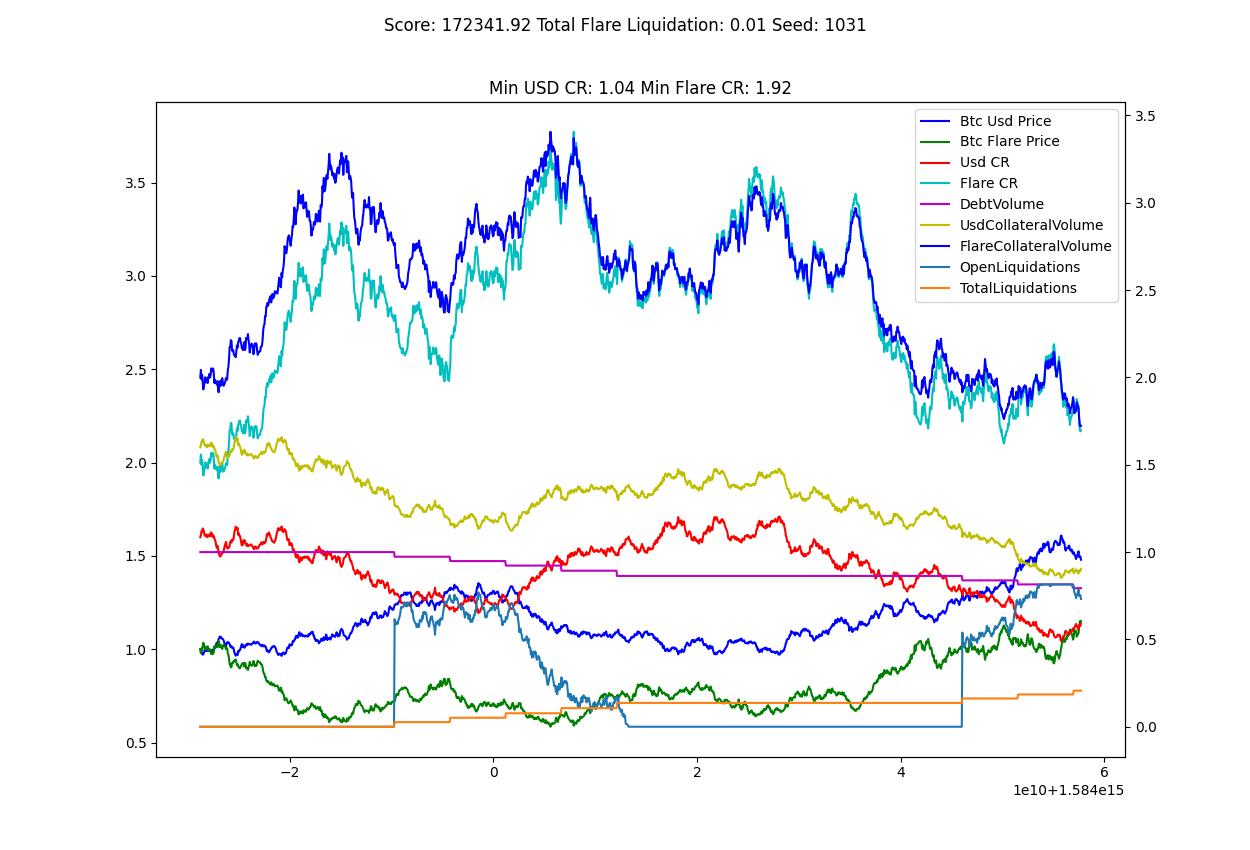 Score: 172341.92 Total Flare Liquidation: 0.01 Seed: 1031
Min USD CR: 1.04 Min Flare CR: 1.92
Btc Usd Price
Btc Flare Price
Usd CR
Flare CR
DebtVolume
UsdCollateralVolume
FlareCollateralVolume
OpenLiquidations
TotalLiquidations
3.5
3.0
2.5
2.0
1.5
1.0
0.5
3.5
3.0
2.5
2.0
1.5
1.0
0.5
0.0
−2 0 2 4 6
1e10+1.584e15